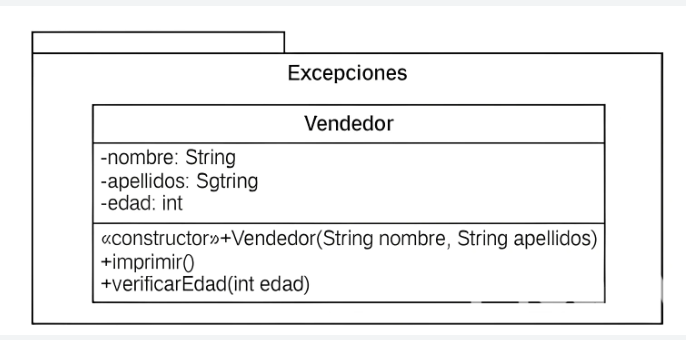 Excepciones
Vendedor
-nombre: String
-apellidos: Sgtring
-edad: int
«constructor»+Vendedor(String nombre, String apellidos)
+imprimir()
+verificarEdad(int edad)